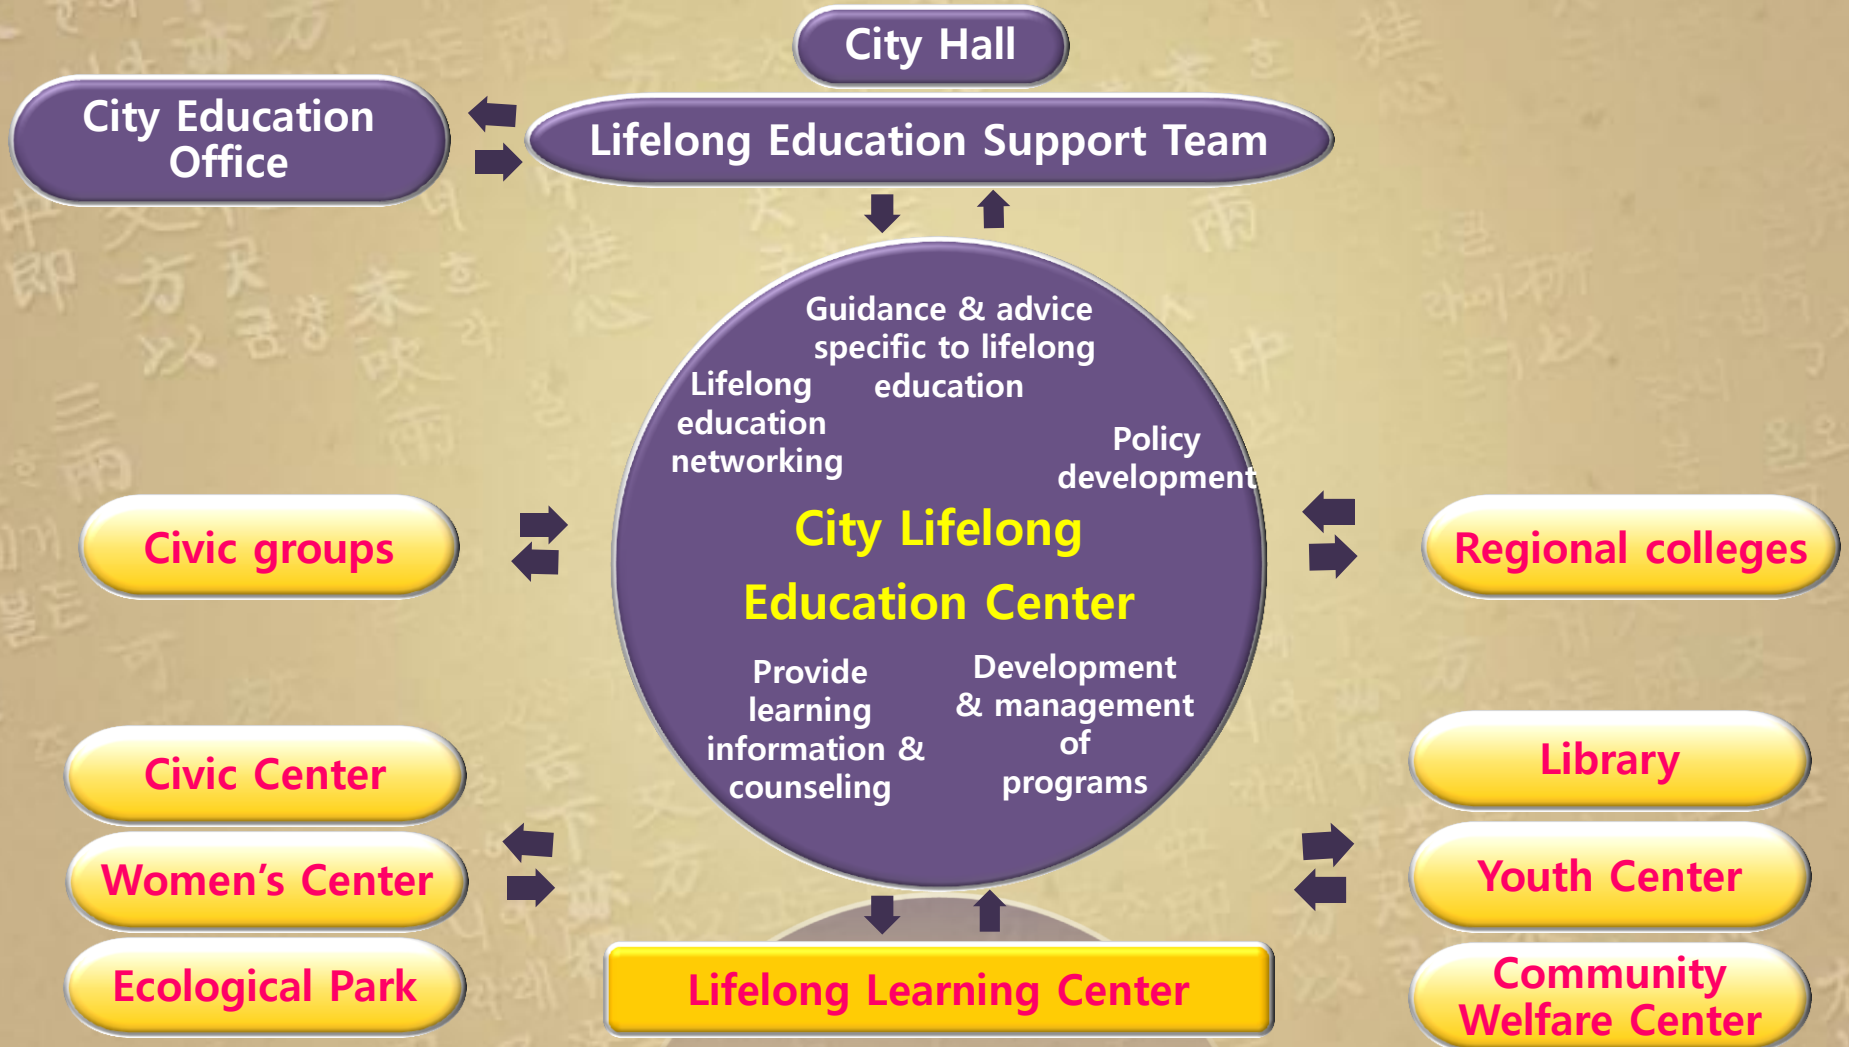 City Hall
City Education
Office
Lifelong Education Support Team
Guidance & advice
specific to lifelong
education
Lifelong
education
networking
Policy
development
City Lifelong
Education Center
Provide
learning
information &
counseling
Development
& management
of
programs
Civic groups
Regional colleges
Civic Center
Women’s Center
Ecological Park
Library
Youth Center
Community
Welfare Center
Lifelong Learning Center